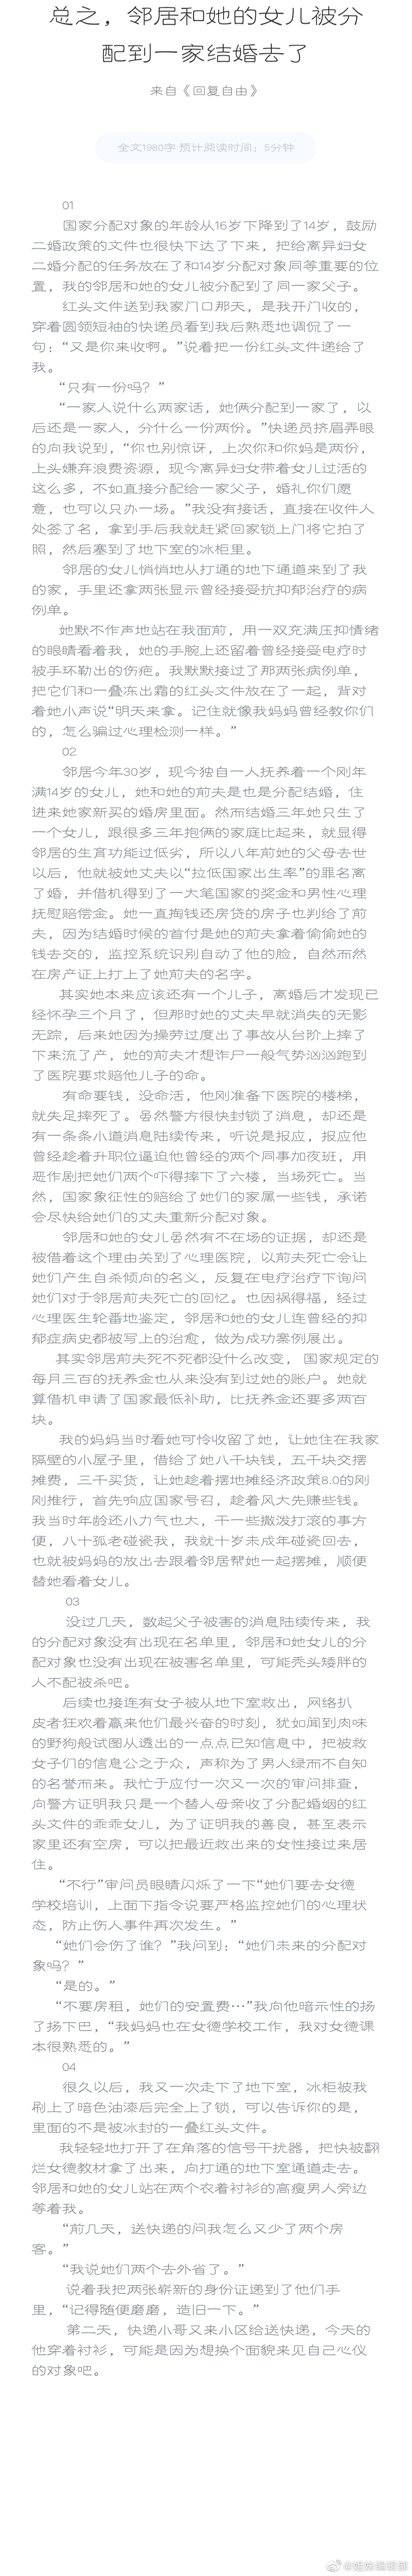 总之，邻居和她的女儿被分
配到一家结婚去了
来自《回复自由》
全文1980字 预计阅读时间：5分钟
01
国家分配对象的年龄从16岁下降到了14岁，鼓励
二婚政策的文件也很快下达了下来，把给离异妇女
二婚分配的任务放在了和14岁分配对象同等重要的位
置，我的邻居和她的女儿被分配到了同一家父子。
红头文件送到我家门口那天，是我开门收的，
穿着圆领短袖的快递员看到我后熟悉地调侃了一
句：“又是你来收啊。”说着把一份红头文件递给了
我。
“只有一份吗？”
“一家人说什么两家话，她俩分配到一家了，以
后还是一家人，分什么一份两份。”快递员挤眉弄眼
的向我说到，“你也别惊讶，上次你和你妈是两份，
上头嫌弃浪费资源，现今离异妇女带着女儿过活的
这么多，不如直接分配给一家父子，婚礼你们愿
意，也可以只办一场。”我没有接话，直接在收件人
处签了名，拿到手后我就赶紧回家锁上门将它拍了
照，然后塞到了地下室的冰柜里。
邻居的女儿悄悄地从打通的地下通道来到了我
的家，手里还拿两张显示曾经接受抗抑郁治疗的病
例单。
她默不作声地站在我面前，用一双充满压抑情绪
的眼睛看着我，她的手腕上还留着曾经接受电疗时
被手环勒出的伤疤。我默默接过了那两张病例单，
把它们和一叠冻出霜的红头文件放在了一起，背对
着她小声说“明天来拿。记住就像我妈妈曾经教你们
的，怎么骗过心理检测一样。”
02
邻居今年30岁，现今独自一人抚养着一个刚年
满14岁的女儿，她和她的前夫是也是分配结婚，住
进来她家新买的婚房里面。然而结婚三年她只生了
一个女儿，跟很多三年抱俩的家庭比起来，就显得
邻居的生育功能过低劣，所以八年前她的父母去世
以后，他就被她丈夫以“拉低国家出生率”的罪名离
了婚，并借机得到了一大笔国家的奖金和男性心理
抚慰赔偿金。她一直掏钱还房贷的房子也判给了前
夫，因为结婚时候的首付是她的前夫拿着偷偷她的
钱去交的，监控系统识别自动了他的脸，自然而然
在房产证上打上了她前夫的名字。
其实她本来应该还有一个儿子，离婚后才发现已
经怀孕三个月了，但那时她的丈夫早就消失的无影
无踪，后来她因为操劳过度出了事故从台阶上摔了
下来流了产，她的前夫才想诈尸一般气势汹汹跑到
了医院要求赔他儿子的命。
有命要钱，没命活，他刚准备下医院的楼梯，
就失足摔死了。虽然警方很快封锁了消息，却还是
有一条条小道消息陆续传来，听说是报应，报应他
曾经趁着升职位逼迫他曾经的两个同事加夜班，用
恶作剧把她们两个吓得摔下了六楼，当场死亡。当
然，国家象征性的赔给了她们的家属一些钱，承诺
会尽快给她们的丈夫重新分配对象。
邻居和她的女儿虽然有不在场的证据，却还是
被借着这个理由关到了心理医院，以前夫死亡会让
她们产生自杀倾向的名义，反复在电疗治疗下询问
她们对于邻居前夫死亡的回忆。也因祸得福，经过
心理医生轮番地鉴定，邻居和她的女儿连曾经的抑
郁症病史都被写上的治愈，做为成功案例展出。
其实邻居前夫死不死都没什么改变， 国家规定的
每月三百的抚养金也从来没有到过她的账户。她就
算借机申请了国家最低补助，比抚养金还要多两百
块。
我的妈妈当时看她可怜收留了她，让她住在我家
隔壁的小屋子里，借给了她八千块钱，五千块交摆
摊费，三千买货，让她趁着摆地摊经济政策8.0的刚
刚推行，首先响应国家号召，趁着风大先赚些钱。
我当时年龄还小力气也大，干一些撒泼打滚的事方
便，八十孤老碰瓷我，我就十岁未成年碰瓷回去，
也就被妈妈的放出去跟着邻居帮她一起摆摊，顺便
替她看着女儿。
03
没过几天，数起父子被害的消息陆续传来，我
的分配对象没有出现在名单里，邻居和她女儿的分
配对象也没有出现在被害名单里，可能秃头矮胖的
人不配被杀吧。
后续也接连有女子被从地下室救出，网络扒
皮者狂欢着赢来他们最兴奋的时刻，犹如闻到肉味
的野狗般试图从透出的一点点已知信息中，把被救
女子们的信息公之于众，声称为了男人绿而不自知
的名誉而来。我忙于应付一次又一次的审问排查，
向警方证明我只是一个替人母亲收了分配婚姻的红
头文件的乖乖女儿，为了证明我的善良，甚至表示
家里还有空房，可以把最近救出来的女性接过来居
住。
“不行”审问员眼睛闪烁了一下“她们要去女德
学校培训，上面下指令说要严格监控她们的心理状
态，防止伤人事件再次发生。”
“她们会伤了谁？”我问到：“她们未来的分配对
象吗？”
“是的。”
“不要房租，她们的安置费…”我向他暗示性的扬
了扬下巴，“我妈妈也在女德学校工作，我对女德课
本很熟悉的。”
04
很久以后，我又一次走下了地下室，冰柜被我
刷上了暗色油漆后完全上了锁，可以告诉你的是，
里面的不是被冰封的一叠红头文件。
我轻轻地打开了在角落的信号干扰器，把快被翻
烂女德教材拿了出来，向打通的地下室通道走去。
邻居和她的女儿站在两个衣着衬衫的高瘦男人旁边
等着我。
“前几天，送快递的问我怎么又少了两个房
客。”
“我说她们两个去外省了。”
说着我把两张崭新的身份证递到了他们手
里，“记得随便磨磨，造旧一下。”
第二天，快递小哥又来小区给送快递，今天的
他穿着衬衫，可能是因为想换个面貌来见自己心仪
的对象吧。